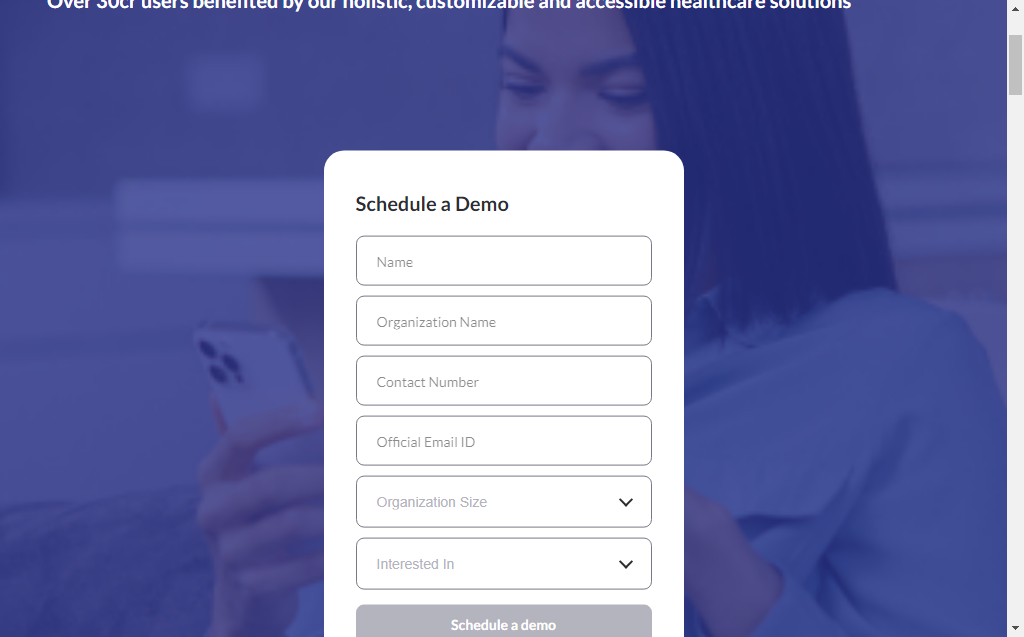 Over 30cr users benefited by our holistic, customizable and accessible healthcare solutions
Schedule a Demo
Name
Organization Name
Contact Number
Official Email ID
Organization Size
Interested In
Schedule a demo